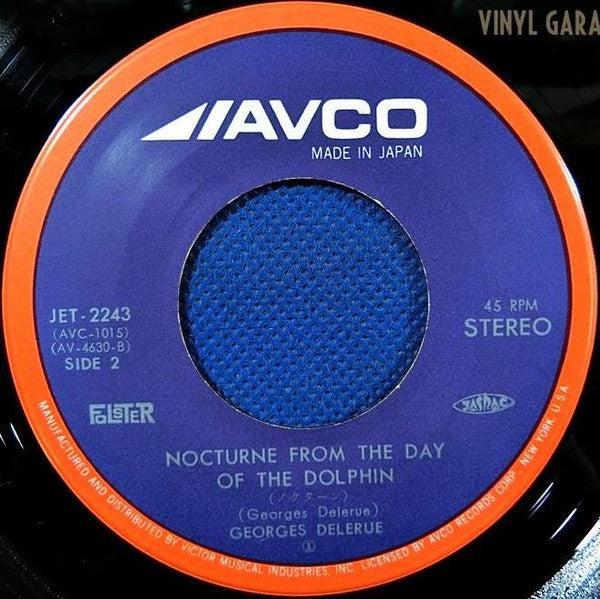 VINYL GARA
AVCO
MADE IN JAPAN
JET-2243
(AVC-1015)
(AV-4630-B)
SIDE 2
45 RPM
STEREO
FOLSTER
JASRAC
NOCTURNE FROM THE DAY
OF THE DOLPHIN
(ノクターン)
(Georges Delerue)
GEORGES DELERUE
①
MANUFACTURED AND DISTRIBUTED BY VICTOR MUSICAL INDUSTRIES, INC. LICENSED BY AVCO RECORDS CORP. NEW YORK, U.S.A.